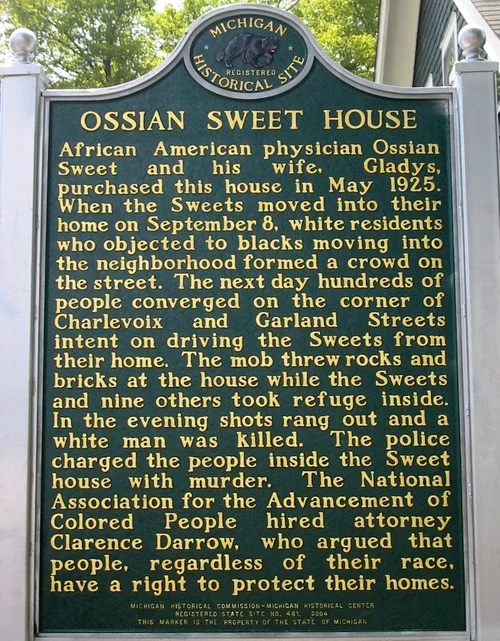 MICHIGAN
REGISTERED
HISTORICAL SITE
OSSIAN SWEET HOUSE
African American physician Ossian
Sweet and his wife, Gladys,
purchased this house in May 1925.
When the Sweets moved into their
home on September 8, white residents
who objected to blacks moving into
the neighborhood formed a crowd on
the street. The next day hundreds of
people converged on the corner of
Charlevoix and Garland Streets
intent on driving the Sweets from
their home. The mob threw rocks and
bricks at the house while the Sweets
and nine others took refuge inside.
In the evening shots rang out and a
white man was killed. The police
charged the people inside the Sweet
house with murder. The National
Association for the Advancement of
Colored People hired attorney
Clarence Darrow, who argued that
people, regardless of their race,
have a right to protect their homes.
MICHIGAN HISTORICAL COMMISSION-MICHIGAN HISTORICAL CENTER
REGISTERED STATE SITE NO. 461, 2004
THIS MARKER IS THE PROPERTY OF THE STATE OF MICHIGAN